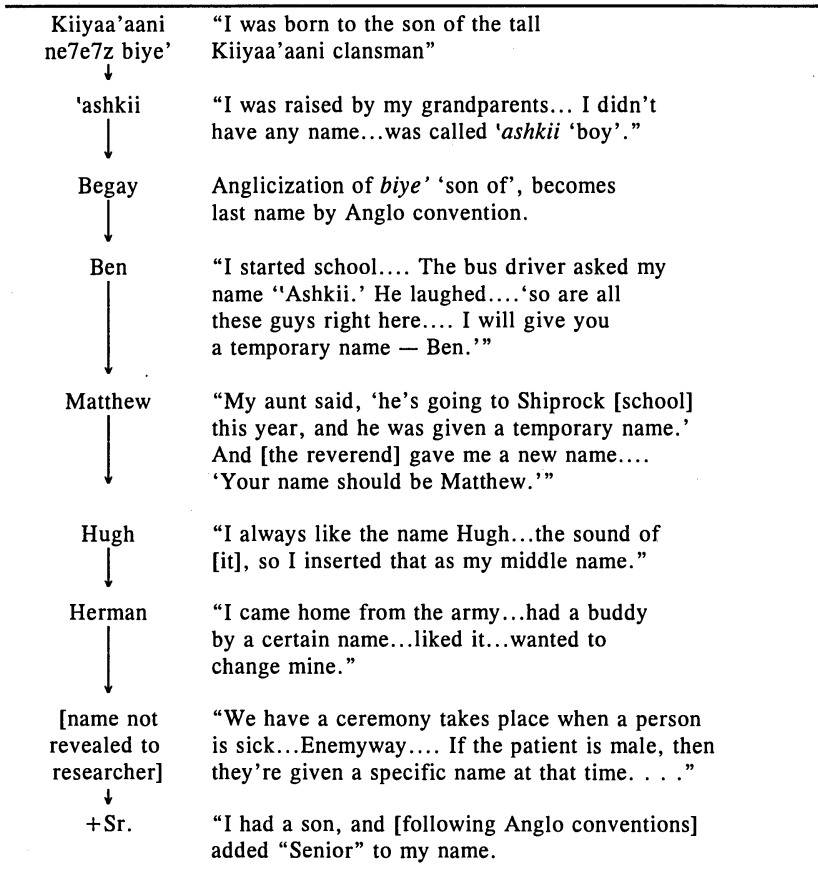 Kiiyaa'aani "I was born to the son of the tall
ne7e7z biye' Kiiyaa'aani clansman"
'ashkii "I was raised by my grandparents... I didn't
have any name...was called 'ashkii 'boy'."
Begay Anglicization of biye' 'son of', becomes
last name by Anglo convention.
Ben "I started school.... The bus driver asked my
name "Ashkii.' He laughed....'so are all
these guys right here.... I will give you
a temporary name — Ben.'"
Matthew "My aunt said, 'he's going to Shiprock [school]
this year, and he was given a temporary name.'
And [the reverend] gave me a new name....
'Your name should be Matthew.'"
Hugh "I always like the name Hugh...the sound of
[it], so I inserted that as my middle name."
Herman "I came home from the army...had a buddy
by a certain name...liked it...wanted to
change mine."
[name not "We have a ceremony takes place when a person
revealed to is sick...Enemyway.... If the patient is male, then
researcher] they're given a specific name at that time. . . ."
+Sr. "I had a son, and [following Anglo conventions]
added "Senior" to my name.